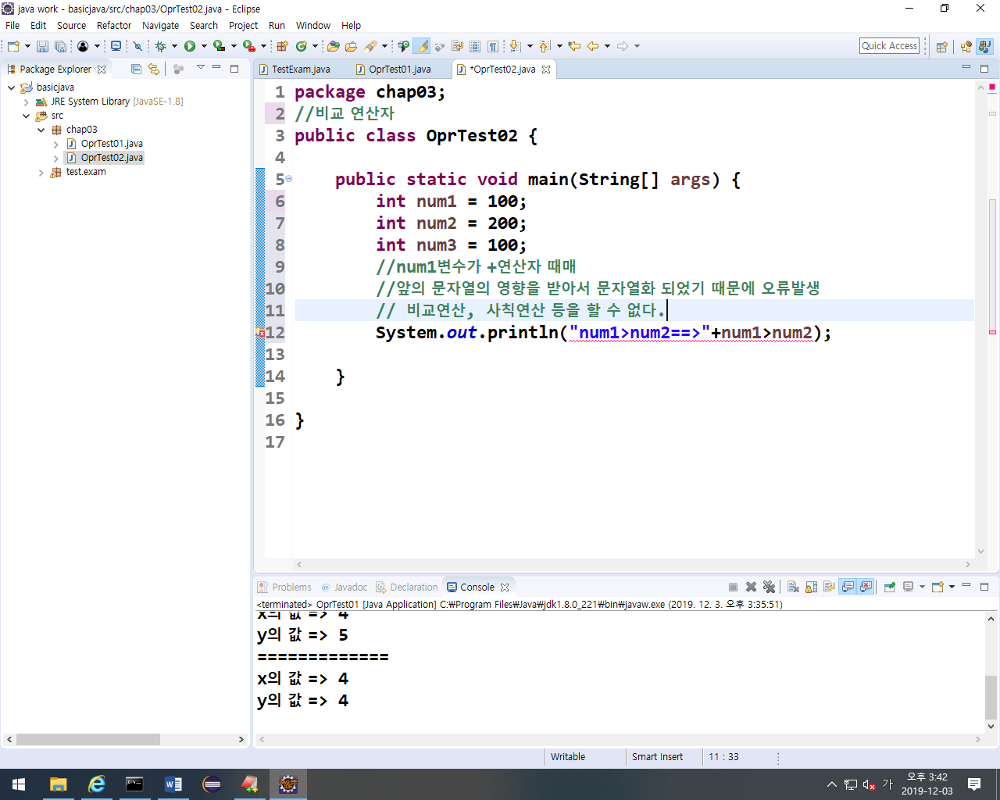 java work - basicjava/src/chap03/OprTest02.java - Eclipse
File Edit Source Refactor Navigate Search Project Run Window Help
Quick Access
Package Explorer
TestExam.java OprTest01.java *OprTest02.java
basicjava
JRE System Library [JavaSE-1.8]
src
chap03
OprTest01.java
OprTest02.java
test.exam
1 package chap03;
2 //비교 연산자
3 public class OprTest02 {
4
5 public static void main(String[] args) {
6 int num1 = 100;
7 int num2 = 200;
8 int num3 = 100;
9 //num1변수가 +연산자 때매
10 //앞의 문자열의 영향을 받아서 문자열화 되었기 때문에 오류발생
11 // 비교연산, 사칙연산 등을 할 수 없다.
12 System.out.println("num1>num2==>"+num1>num2);
13
14 }
15
16 }
17
Problems Javadoc Declaration Console
<terminated> OprTest01 [Java Application] C:₩Program Files₩Java₩jdk1.8.0_221₩bin₩javaw.exe (2019. 12. 3. 오후 3:35:51)
x의 값 => 4
y의 값 => 5
=============
x의 값 => 4
y의 값 => 4
Writable Smart Insert 11 : 33
가
오후 3:42
2019-12-03